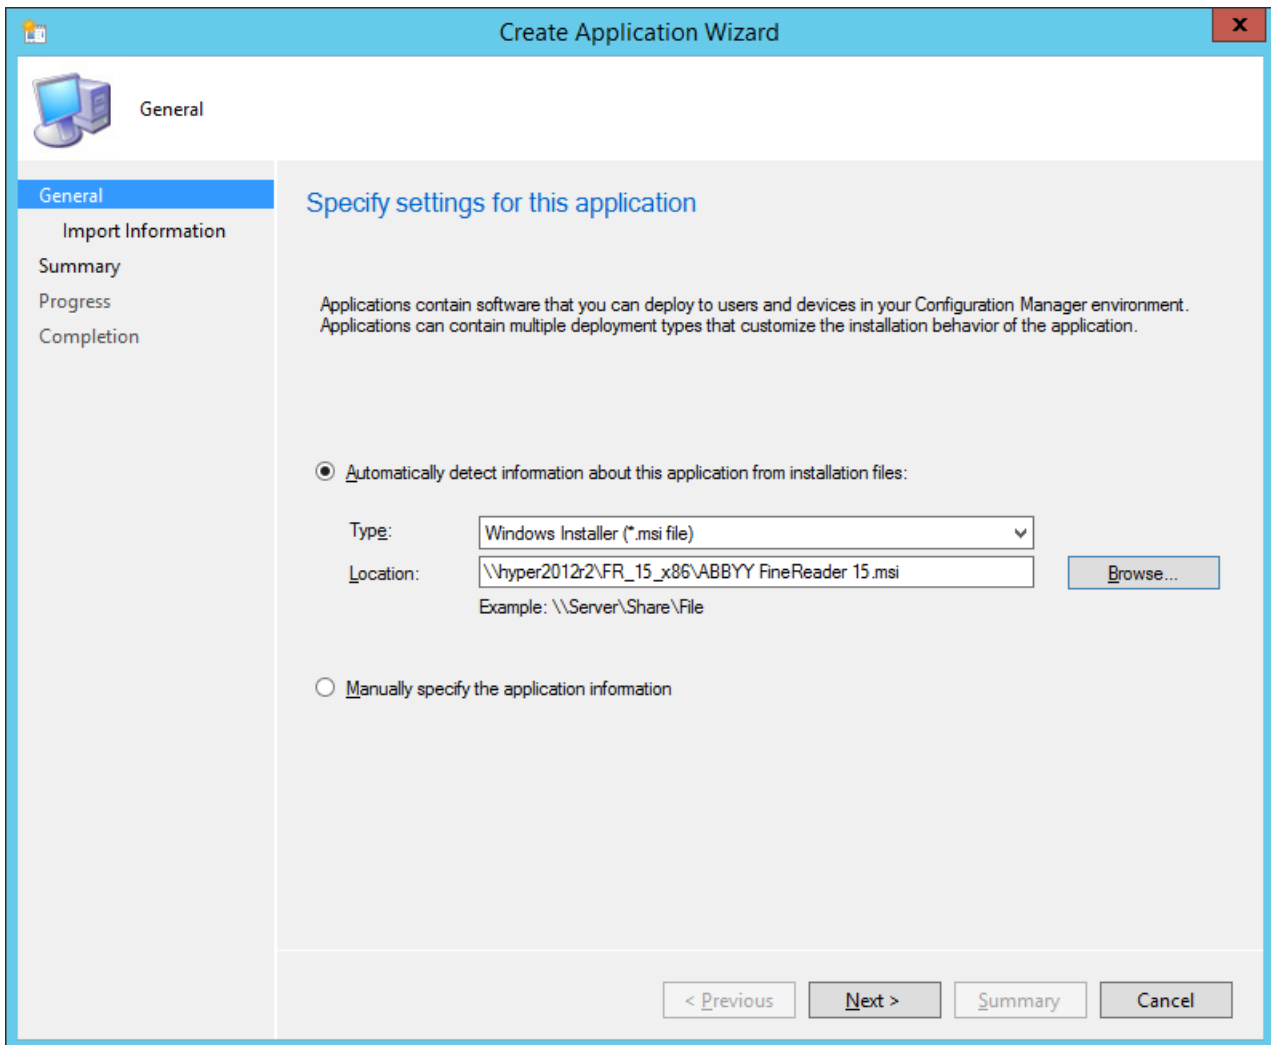 Create Application Wizard
x
General
General
Import Information
Summary
Progress
Completion
Specify settings for this application
Applications contain software that you can deploy to users and devices in your Configuration Manager environment.
Applications can contain multiple deployment types that customize the installation behavior of the application.
Automatically detect information about this application from installation files:
Type:
Windows Installer (*.msi file)
Location:
\\hyper2012r2\FR_15_x86\ABBYY FineReader 15.msi
Browse...
Example: \\Server\Share\File
Manually specify the application information
< Previous
Next >
Summary
Cancel